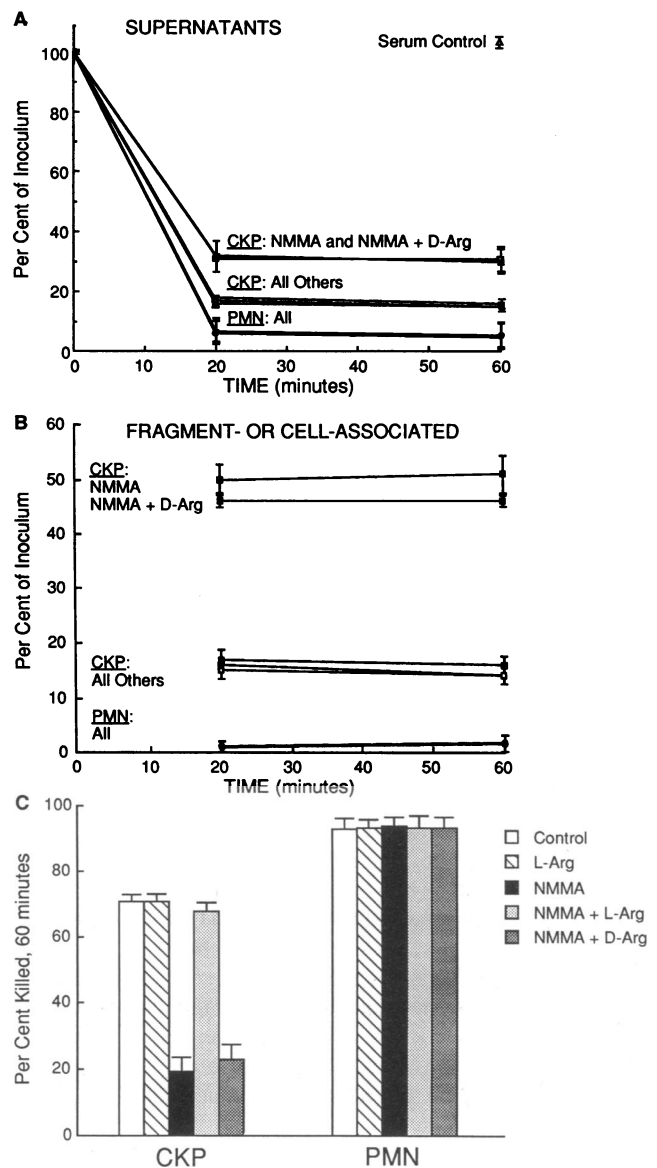 A
SUPERNATANTS
Serum Control
100
80
60
40
20
0
Per Cent of Inoculum
CKP: NMMA and NMMA + D-Arg
CKP: All Others
PMN: All
0 10 20 30 40 50 60
TIME (minutes)
B
FRAGMENT- OR CELL-ASSOCIATED
60
50
40
30
20
10
0
Per Cent of Inoculum
CKP:
NMMA
NMMA + D-Arg
CKP:
All Others
PMN:
All
0 10 20 30 40 50 60
TIME (minutes)
C
100
80
60
40
20
0
Per Cent Killed, 60 minutes
Control
L-Arg
NMMA
NMMA + L-Arg
NMMA + D-Arg
CKP PMN